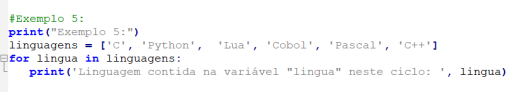 #Exemplo 5:
print("Exemplo 5:")
linguagens = ['C', 'Python',  'Lua', 'Cobol', 'Pascal', 'C++']
for lingua in linguagens:
   print('Linguagem contida na variável "lingua" neste ciclo: ', lingua)